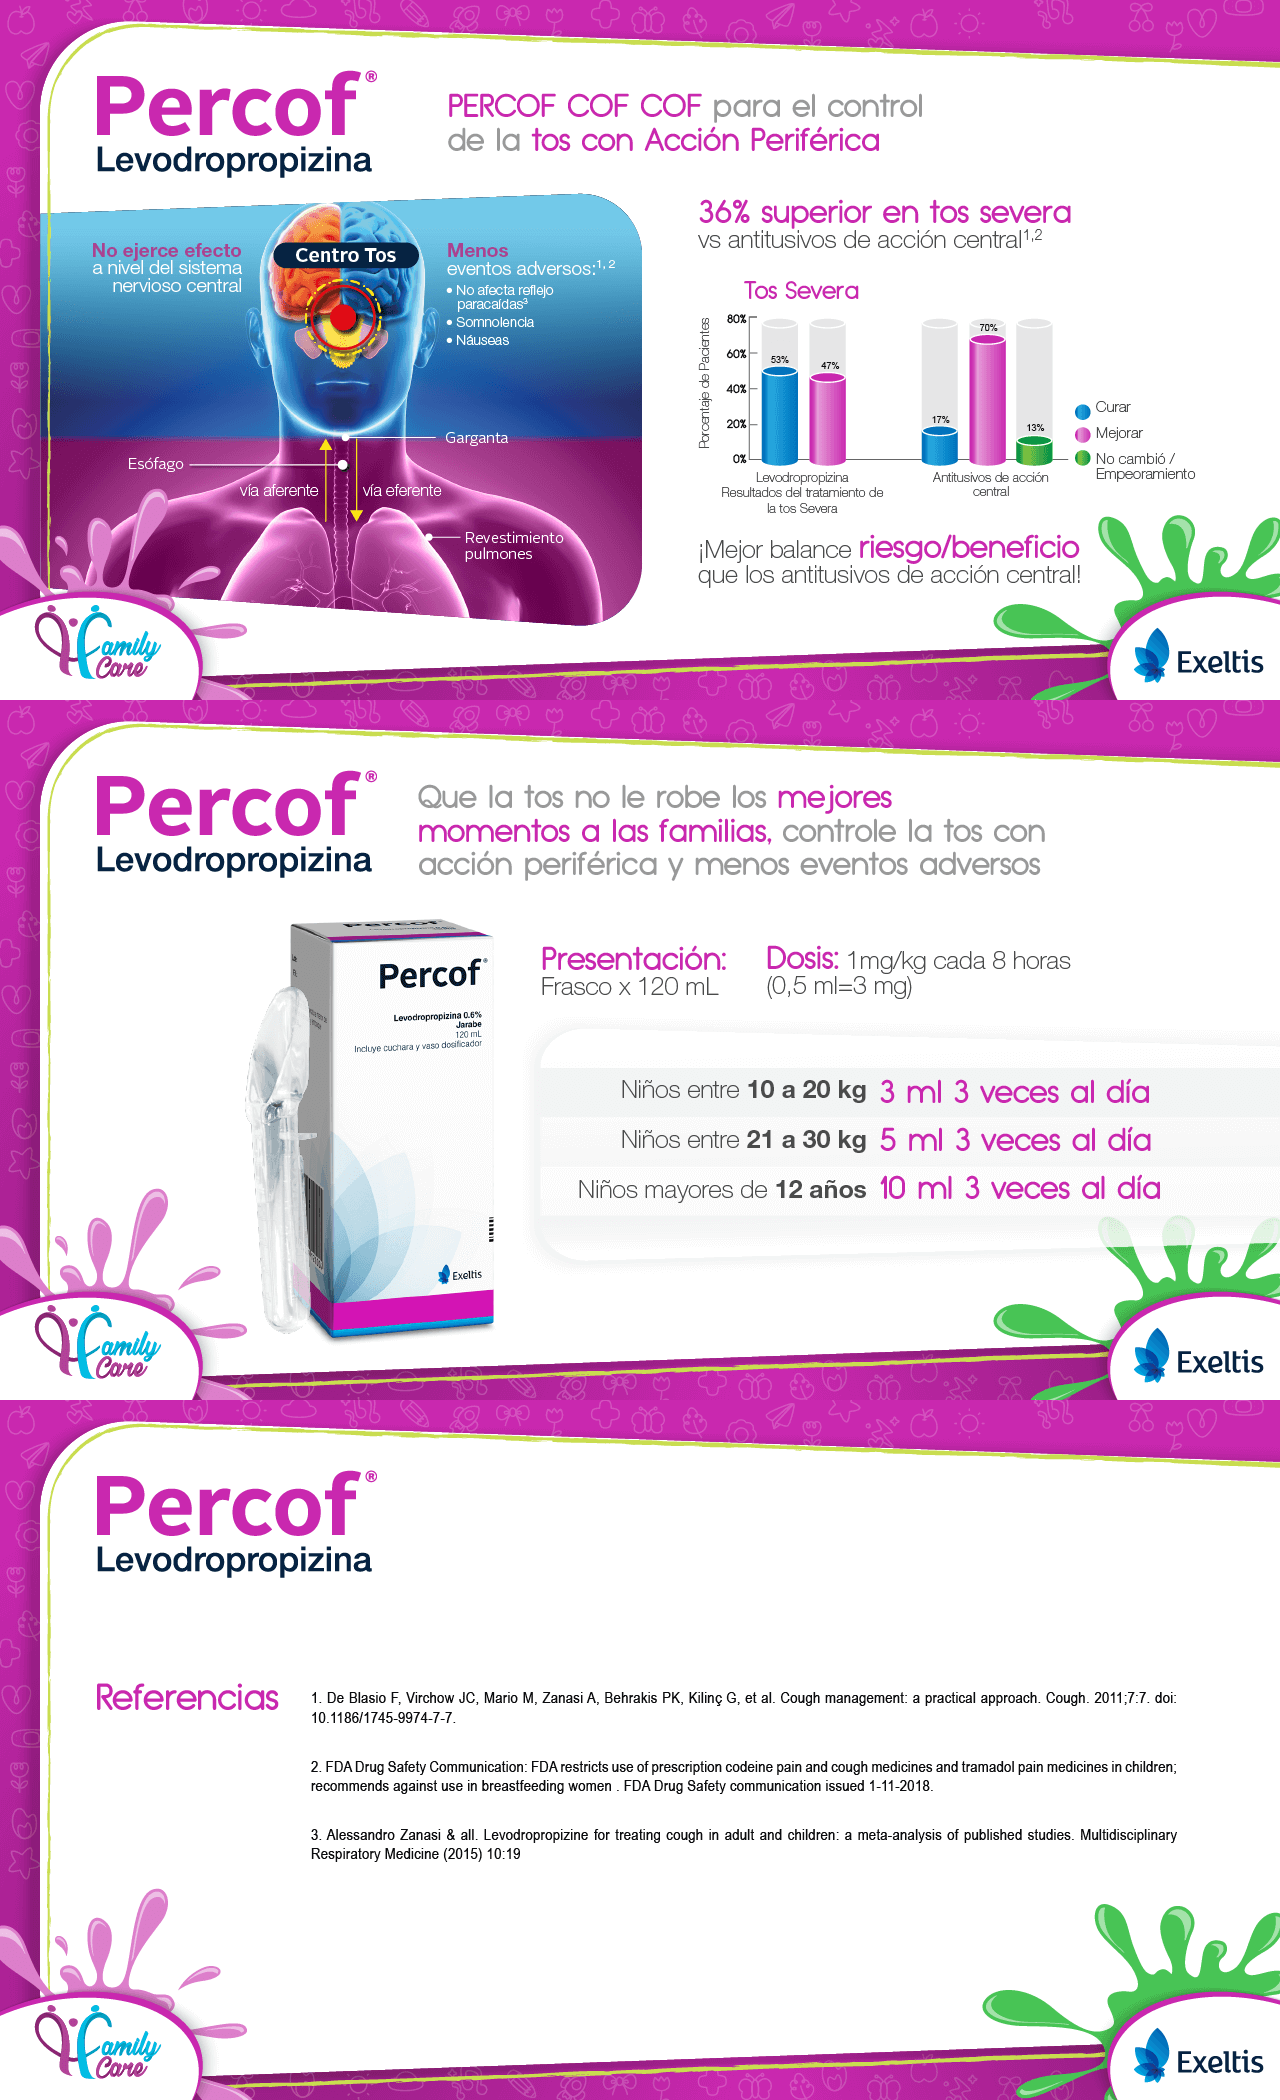 Percof®
Levodropropizina
PERCOF COF COF para el control
de la tos con Acción Periférica
No ejerce efecto
a nivel del sistema
nervioso central
Centro Tos
Menos
eventos adversos:1, 2
• No afecta reflejo
paracaídas3
• Somnolencia
• Náuseas
Garganta
Esófago
vía aferente
vía eferente
Revestimiento
pulmones
36% superior en tos severa
vs antitusivos de acción central1,2
Tos Severa
Porcentaje de Pacientes
80%
60%
40%
20%
0%
53%
47%
17%
70%
13%
Levodropropizina
Resultados del tratamiento de
la tos Severa
Antitusivos de acción
central
Curar
Mejorar
No cambió /
Empeoramiento
¡Mejor balance riesgo/beneficio
que los antitusivos de acción central!
Family
Care
Exeltis
Percof®
Levodropropizina
Que la tos no le robe los mejores
momentos a las familias, controle la tos con
acción periférica y menos eventos adversos
Percof
Percof®
Levodropropizina 0.6%
Jarabe
120 mL
Incluye cuchara y vaso dosificador
Exeltis
Presentación:
Frasco x 120 mL
Dosis: 1mg/kg cada 8 horas
(0,5 ml=3 mg)
Niños entre 10 a 20 kg 3 ml 3 veces al día
Niños entre 21 a 30 kg 5 ml 3 veces al día
Niños mayores de 12 años 10 ml 3 veces al día
Family
Care
Exeltis
Percof®
Levodropropizina
Referencias
1. De Blasio F, Virchow JC, Mario M, Zanasi A, Behrakis PK, Kilinç G, et al. Cough management: a practical approach. Cough. 2011;7:7. doi:
10.1186/1745-9974-7-7.
2. FDA Drug Safety Communication: FDA restricts use of prescription codeine pain and cough medicines and tramadol pain medicines in children;
recommends against use in breastfeeding women . FDA Drug Safety communication issued 1-11-2018.
3. Alessandro Zanasi & all. Levodropropizine for treating cough in adult and children: a meta-analysis of published studies. Multidisciplinary
Respiratory Medicine (2015) 10:19
Family
Care
Exeltis